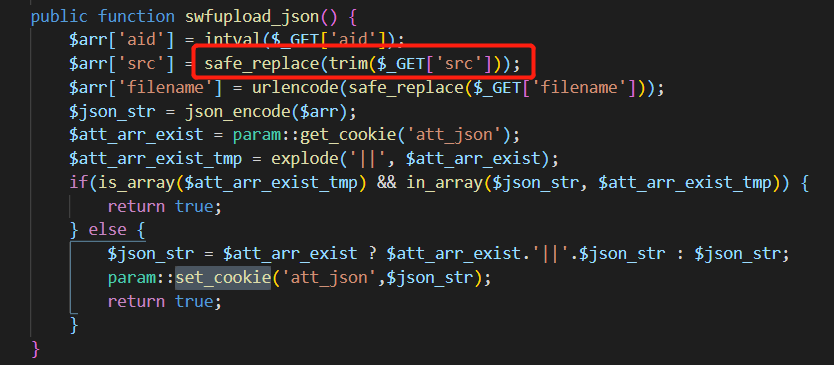 public function swfupload_json() {
$arr['aid'] = intval($_GET['aid']);
$arr['src'] = safe_replace(trim($_GET['src']));
$arr['filename'] = urlencode(safe_replace($_GET['filename']));
$json_str = json_encode($arr);
$att_arr_exist = param::get_cookie('att_json');
$att_arr_exist_tmp = explode('||', $att_arr_exist);
if(is_array($att_arr_exist_tmp) && in_array($json_str, $att_arr_exist_tmp)) {
return true;
} else {
$json_str = $att_arr_exist ? $att_arr_exist.'||'.$json_str : $json_str;
param::set_cookie('att_json',$json_str);
return true;
}
}